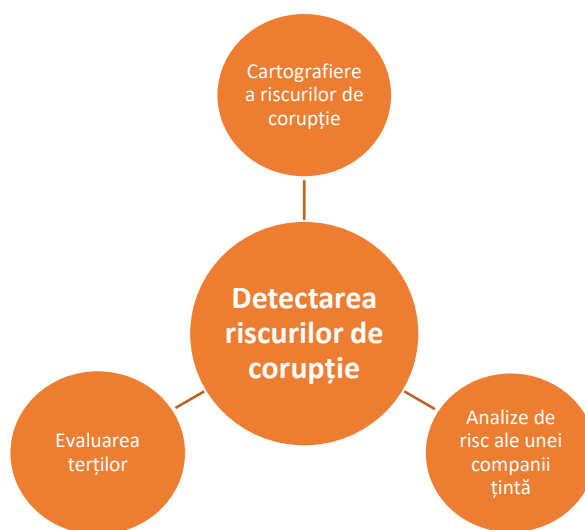 Cartografiere
a riscurilor de
corupție
Detectarea
riscurilor de
corupție
Evaluarea
terților
Analize de
risc ale unei
companii
țintă